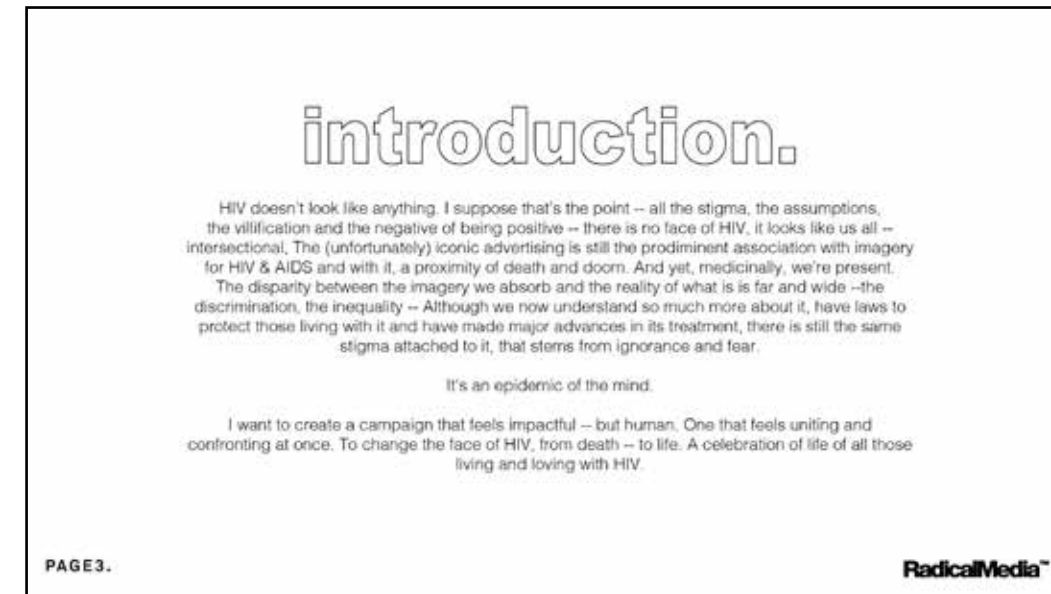 introduction.
HIV doesn't look like anything. I suppose that's the point -- all the stigma, the assumptions,
the villification and the negative of being positive -- there is no face of HIV, it looks like us all --
intersectional, The (unfortunately) iconic advertising is still the prodiminent association with imagery
for HIV & AIDS and with it, a proximity of death and doom. And yet, medicinally, we're present.
The disparity between the imagery we absorb and the reality of what is is far and wide --the
discrimination, the inequality -- Although we now understand so much more about it, have laws to
protect those living with it and have made major advances in its treatment, there is still the same
stigma attached to it, that stems from ignorance and fear.
It's an epidemic of the mind.
I want to create a campaign that feels impactful -- but human. One that feels uniting and
confronting at once. To change the face of HIV, from death -- to life. A celebration of life of all those
living and loving with HIV.
PAGE3.
RadicalMedia™